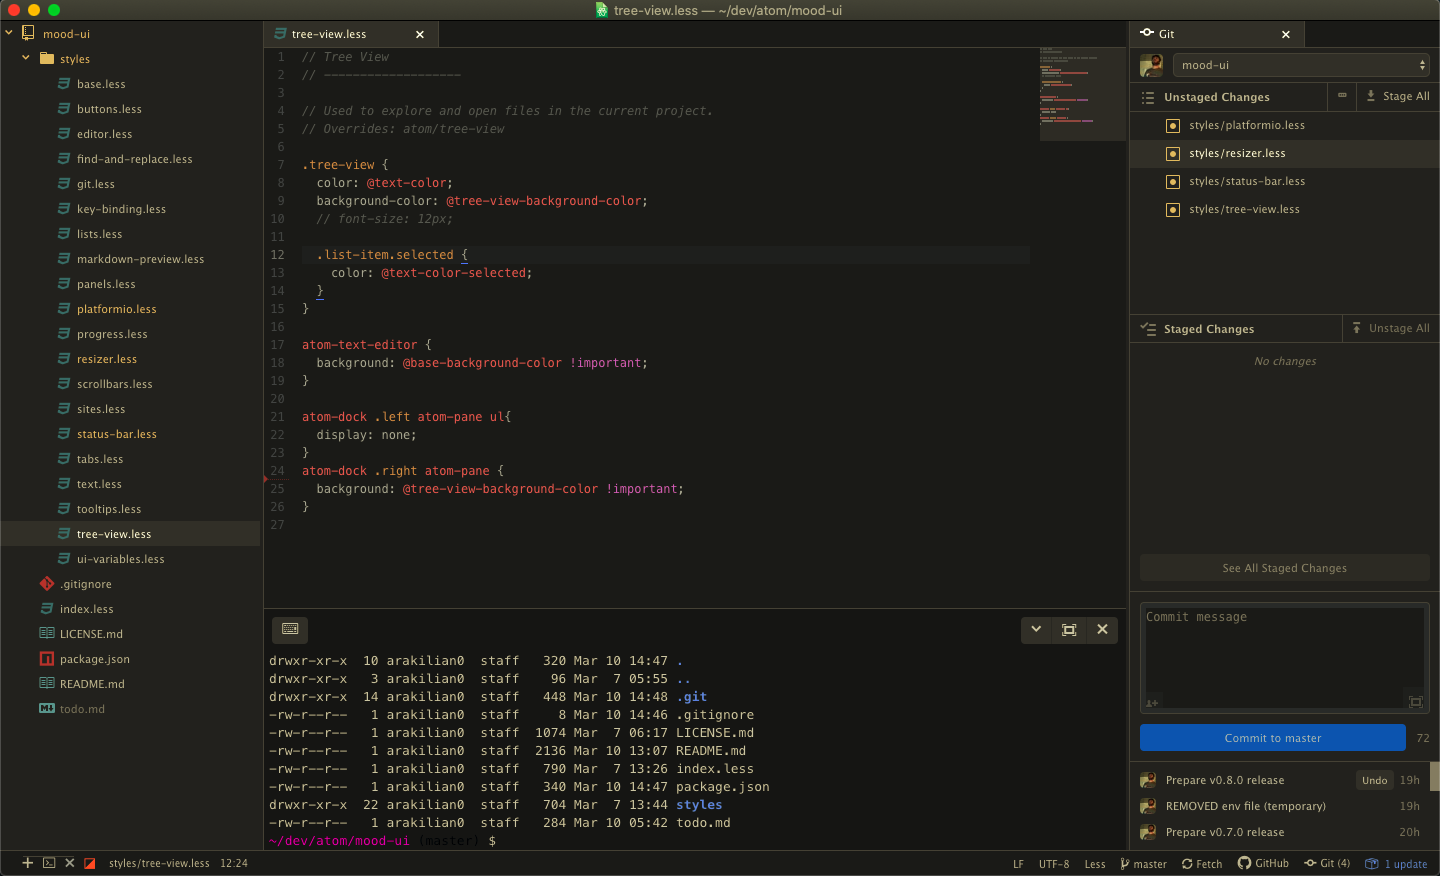 tree-view.less — ~/dev/atom/mood-ui
mood-ui
styles
base.less
buttons.less
editor.less
find-and-replace.less
git.less
key-binding.less
lists.less
markdown-preview.less
panels.less
platformio.less
progress.less
resizer.less
scrollbars.less
sites.less
status-bar.less
tabs.less
text.less
tooltips.less
tree-view.less
ui-variables.less
.gitignore
index.less
LICENSE.md
package.json
README.md
todo.md
tree-view.less
1 // Tree View
2 // -------------------
3
4 // Used to explore and open files in the current project.
5 // Overrides: atom/tree-view
6
7 .tree-view {
8 color: @text-color;
9 background-color: @tree-view-background-color;
10 // font-size: 12px;
11
12 .list-item.selected {
13 color: @text-color-selected;
14 }
15 }
16
17 atom-text-editor {
18 background: @base-background-color !important;
19 }
20
21 atom-dock .left atom-pane ul{
22 display: none;
23 }
24 atom-dock .right atom-pane {
25 background: @tree-view-background-color !important;
26 }
27
drwxr-xr-x 10 arakilian0 staff 320 Mar 10 14:47 .
drwxr-xr-x 3 arakilian0 staff 96 Mar 7 05:55 ..
drwxr-xr-x 14 arakilian0 staff 448 Mar 10 14:48 .git
-rw-r--r-- 1 arakilian0 staff 8 Mar 10 14:46 .gitignore
-rw-r--r-- 1 arakilian0 staff 1074 Mar 7 06:17 LICENSE.md
-rw-r--r-- 1 arakilian0 staff 2136 Mar 10 13:07 README.md
-rw-r--r-- 1 arakilian0 staff 790 Mar 7 13:26 index.less
-rw-r--r-- 1 arakilian0 staff 340 Mar 10 14:47 package.json
drwxr-xr-x 22 arakilian0 staff 704 Mar 7 13:44 styles
-rw-r--r-- 1 arakilian0 staff 284 Mar 10 05:42 todo.md
~/dev/atom/mood-ui (master) $
Git
mood-ui
Unstaged Changes
Stage All
styles/platformio.less
styles/resizer.less
styles/status-bar.less
styles/tree-view.less
Staged Changes
Unstage All
No changes
See All Staged Changes
Commit message
Commit to master 72
Prepare v0.8.0 release Undo 19h
REMOVED env file (temporary) 19h
Prepare v0.7.0 release 20h
styles/tree-view.less 12:24
LF UTF-8 Less master Fetch GitHub Git (4) 1 update